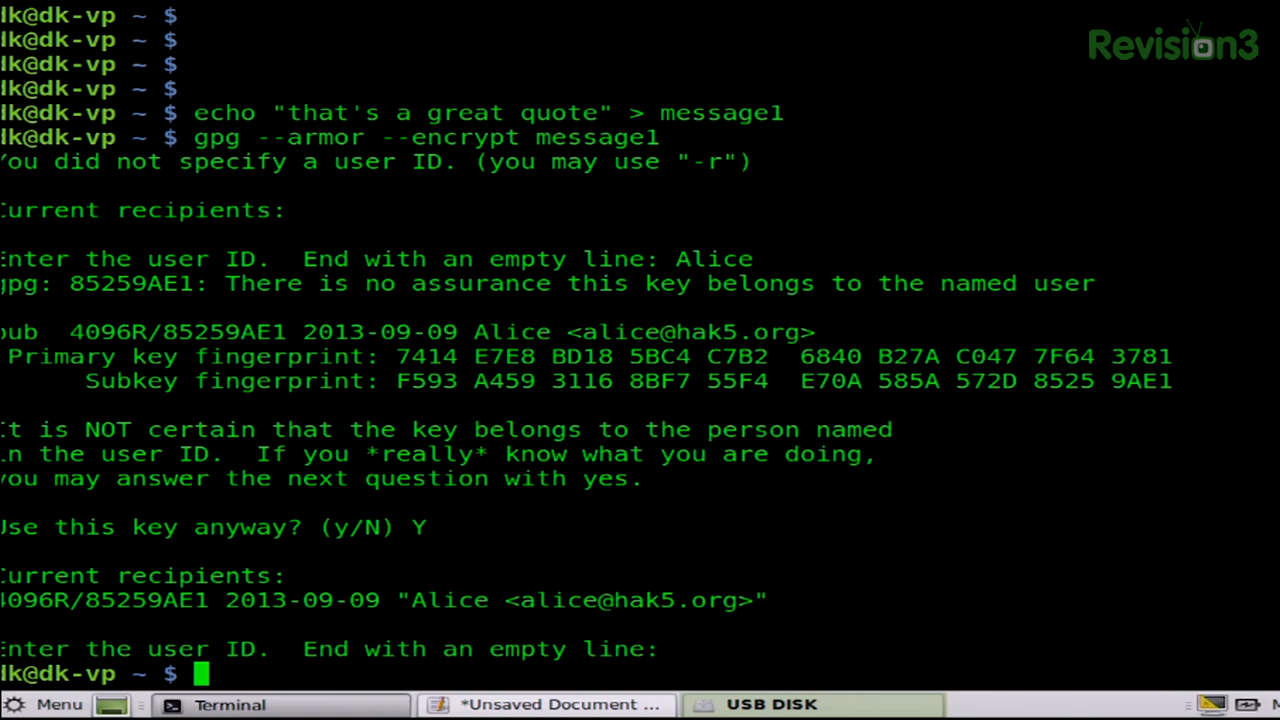 dk@dk-vp ~ $
dk@dk-vp ~ $
dk@dk-vp ~ $
dk@dk-vp ~ $
Revision3
dk@dk-vp ~ $ echo "that's a great quote" > message1
dk@dk-vp ~ $ gpg --armor --encrypt message1
You did not specify a user ID. (you may use "-r")
Current recipients:
Enter the user ID.  End with an empty line: Alice
gpg: 85259AE1: There is no assurance this key belongs to the named user
pub  4096R/85259AE1 2013-09-09 Alice <alice@hak5.org>
Primary key fingerprint: 7414 E7E8 BD18 5BC4 C7B2  6840 B27A C047 7F64 3781
Subkey fingerprint: F593 A459 3116 8BF7 55F4  E70A 585A 572D 8525 9AE1
It is NOT certain that the key belongs to the person named
in the user ID.  If you *really* know what you are doing,
you may answer the next question with yes.
Use this key anyway? (y/N) Y
Current recipients:
4096R/85259AE1 2013-09-09 "Alice <alice@hak5.org>"
Enter the user ID.  End with an empty line:
dk@dk-vp ~ $
Menu Terminal *Unsaved Document ... USB DISK